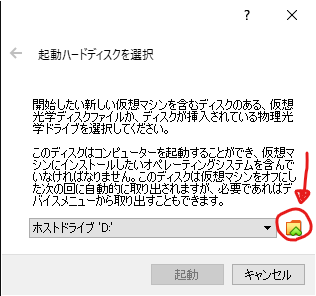 ?
起動ハードディスクを選択
開始したい新しい仮想マシンを含むディスクのある、仮想
光学ディスクファイルか、ディスクが挿入されている物理光
学ドライブを選択してください。
このディスクはコンピューターを起動することができ、仮想マ
シンにインストールしたいオペレーティングシステムを含んで
いなければなりません。このディスクは仮想マシンをオフにし
た次の回に自動的に取り出されますが、必要であればデ
バイスメニューから取り出すこともできます。
ホストドライブ 'D:'
起動 キャンセル